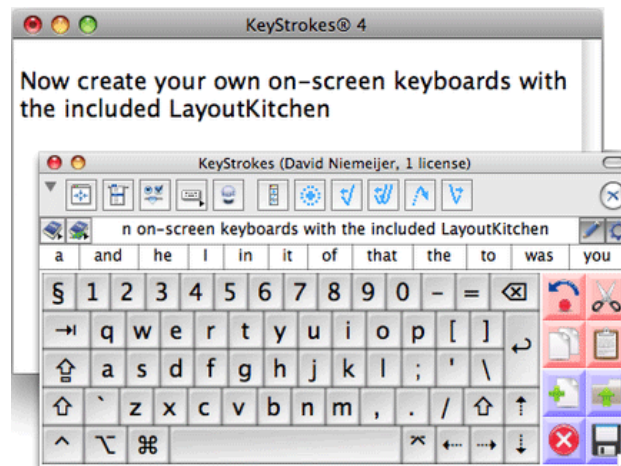 KeyStrokes® 4
Now create your own on-screen keyboards with
the included LayoutKitchen
KeyStrokes (David Niemeijer, 1 license)
n on-screen keyboards with the included LayoutKitchen
a and he I in it of that the to was you
§ 1 2 3 4 5 6 7 8 9 0 - = ⌫
⇥ q w e r t y u i o p [ ]
⇪ a s d f g h j k l ; ' \ ↩
⇧ ` z x c v b n m , . / ⇧ ⇡
^ ⌥ ⌘ ⌤ ⇠ ⇢ ⇣